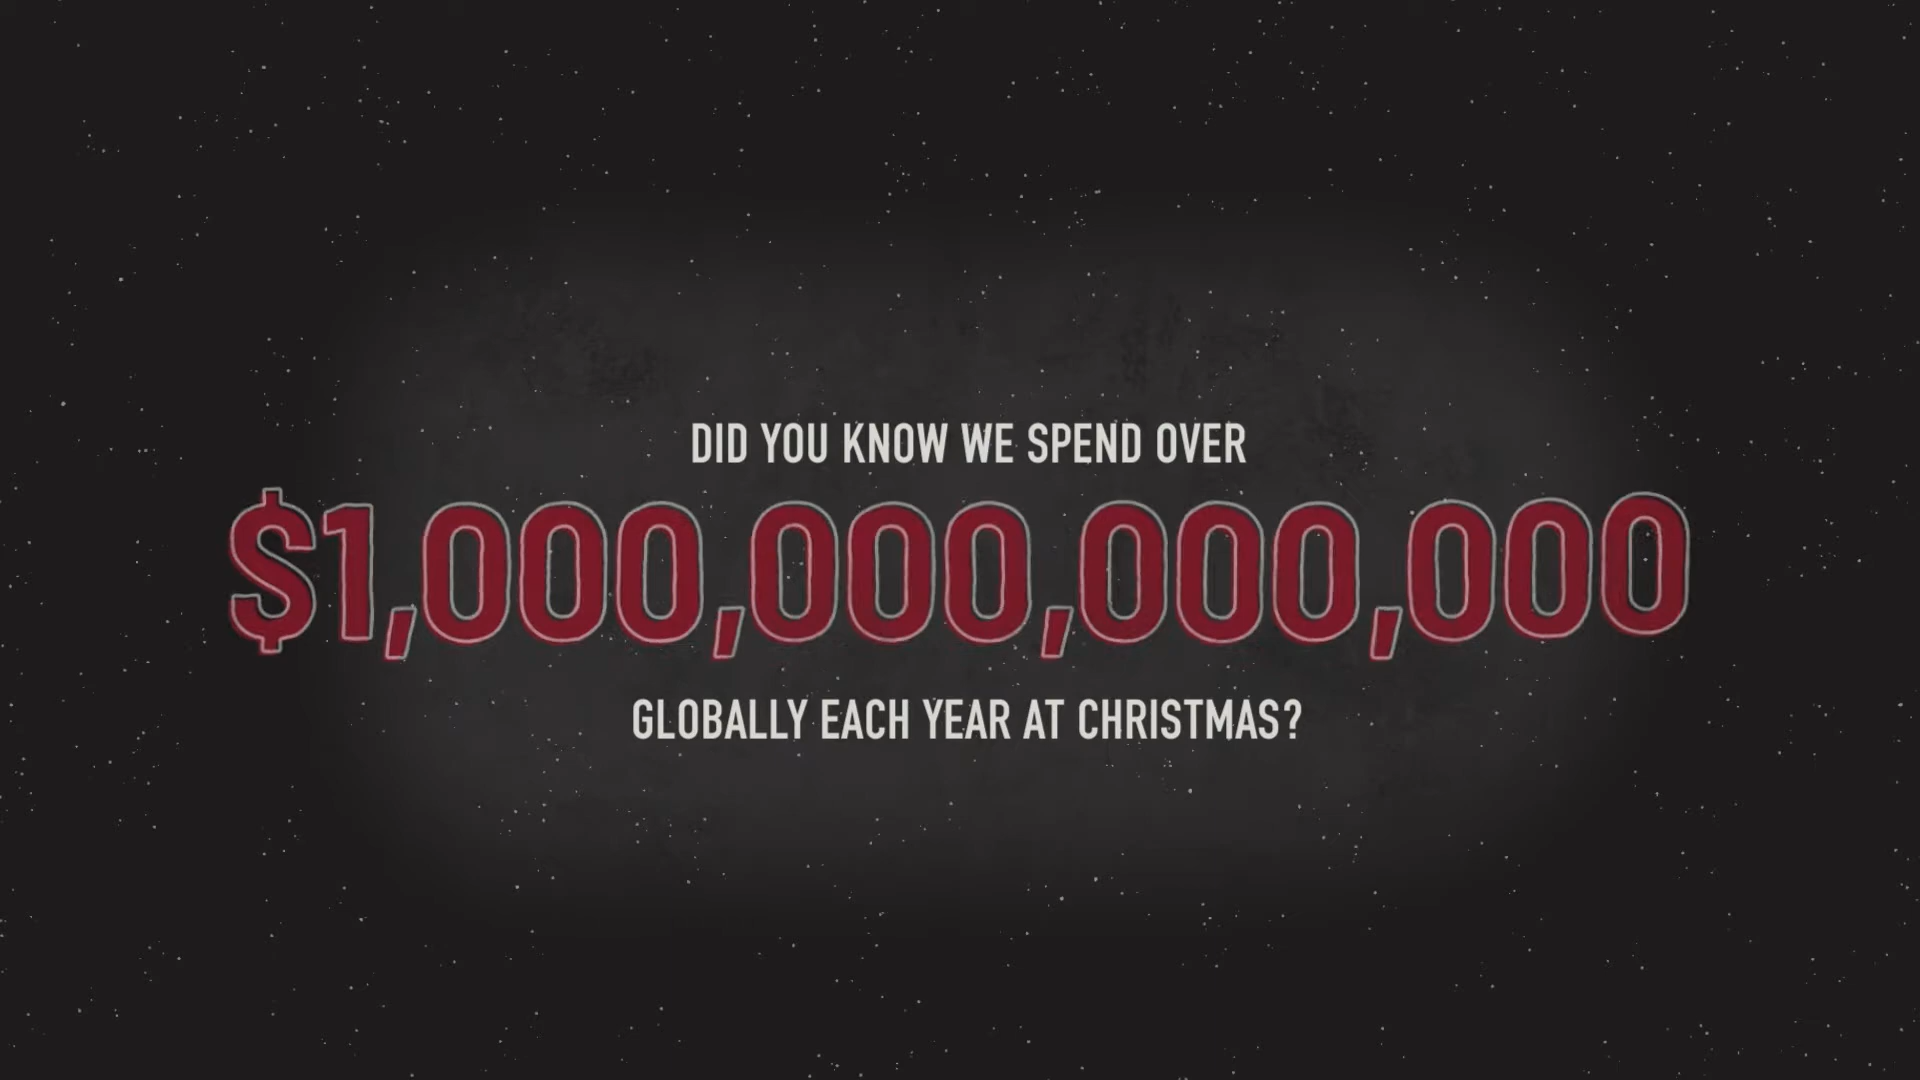 DID YOU KNOW WE SPEND OVER
$1,000,000,000,000
GLOBALLY EACH YEAR AT CHRISTMAS?